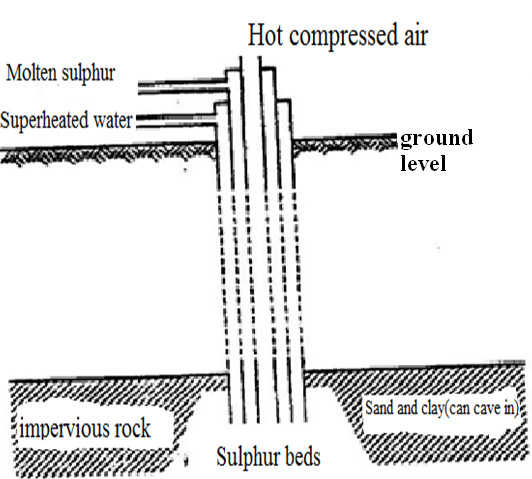 Hot compressed air
Molten sulphur
Superheated water
ground
level
Sand and clay(can cave in)
impervious rock
Sulphur beds